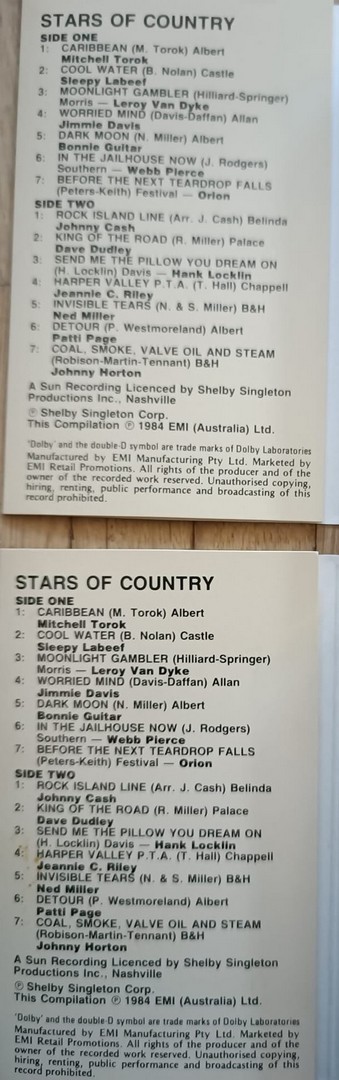 STARS OF COUNTRY
SIDE ONE
1: CARIBBEAN (M. Torok) Albert
Mitchell Torok
2: COOL WATER (B. Nolan) Castle
Sleepy Labeef
3: MOONLIGHT GAMBLER (Hilliard-Springer)
Morris — Leroy Van Dyke
4: WORRIED MIND (Davis-Daffan) Allan
Jimmie Davis
5: DARK MOON (N. Miller) Albert
Bonnie Guitar
6: IN THE JAILHOUSE NOW (J. Rodgers)
Southern — Webb Pierce
7: BEFORE THE NEXT TEARDROP FALLS
(Peters-Keith) Festival — Orion
SIDE TWO
1: ROCK ISLAND LINE (Arr. J. Cash) Belinda
Johnny Cash
2: KING OF THE ROAD (R. Miller) Palace
Dave Dudley
3: SEND ME THE PILLOW YOU DREAM ON
(H. Locklin) Davis — Hank Locklin
4: HARPER VALLEY P.T.A. (T. Hall) Chappell
Jeannie C. Riley
5: INVISIBLE TEARS (N. & S. Miller) B&H
Ned Miller
6: DETOUR (P. Westmoreland) Albert
Patti Page
7: COAL, SMOKE, VALVE OIL AND STEAM
(Robison-Martin-Tennant) B&H
Johnny Horton
A Sun Recording Licenced by Shelby Singleton
Productions Inc., Nashville
℗ Shelby Singleton Corp.
This Compilation ℗ 1984 EMI (Australia) Ltd.
'Dolby' and the double-D symbol are trade marks of Dolby Laboratories
Manufactured by EMI Manufacturing Pty Ltd. Marketed by
EMI Retail Promotions. All rights of the producer and of the
owner of the recorded work reserved. Unauthorised copying,
hiring, renting, public performance and broadcasting of this
record prohibited.
STARS OF COUNTRY
SIDE ONE
1: CARIBBEAN (M. Torok) Albert
Mitchell Torok
2: COOL WATER (B. Nolan) Castle
Sleepy Labeef
3: MOONLIGHT GAMBLER (Hilliard-Springer)
Morris — Leroy Van Dyke
4: WORRIED MIND (Davis-Daffan) Allan
Jimmie Davis
5: DARK MOON (N. Miller) Albert
Bonnie Guitar
6: IN THE JAILHOUSE NOW (J. Rodgers)
Southern — Webb Pierce
7: BEFORE THE NEXT TEARDROP FALLS
(Peters-Keith) Festival — Orion
SIDE TWO
1: ROCK ISLAND LINE (Arr. J. Cash) Belinda
Johnny Cash
2: KING OF THE ROAD (R. Miller) Palace
Dave Dudley
3: SEND ME THE PILLOW YOU DREAM ON
(H. Locklin) Davis — Hank Locklin
4: HARPER VALLEY P.T.A. (T. Hall) Chappell
Jeannie C. Riley
5: INVISIBLE TEARS (N. & S. Miller) B&H
Ned Miller
6: DETOUR (P. Westmoreland) Albert
Patti Page
7: COAL, SMOKE, VALVE OIL AND STEAM
(Robison-Martin-Tennant) B&H
Johnny Horton
A Sun Recording Licenced by Shelby Singleton
Productions Inc., Nashville
℗ Shelby Singleton Corp.
This Compilation ℗ 1984 EMI (Australia) Ltd.
'Dolby' and the double-D symbol are trade marks of Dolby Laboratories
Manufactured by EMI Manufacturing Pty Ltd. Marketed by
EMI Retail Promotions. All rights of the producer and of the
owner of the recorded work reserved. Unauthorised copying,
hiring, renting, public performance and broadcasting of this
record prohibited.